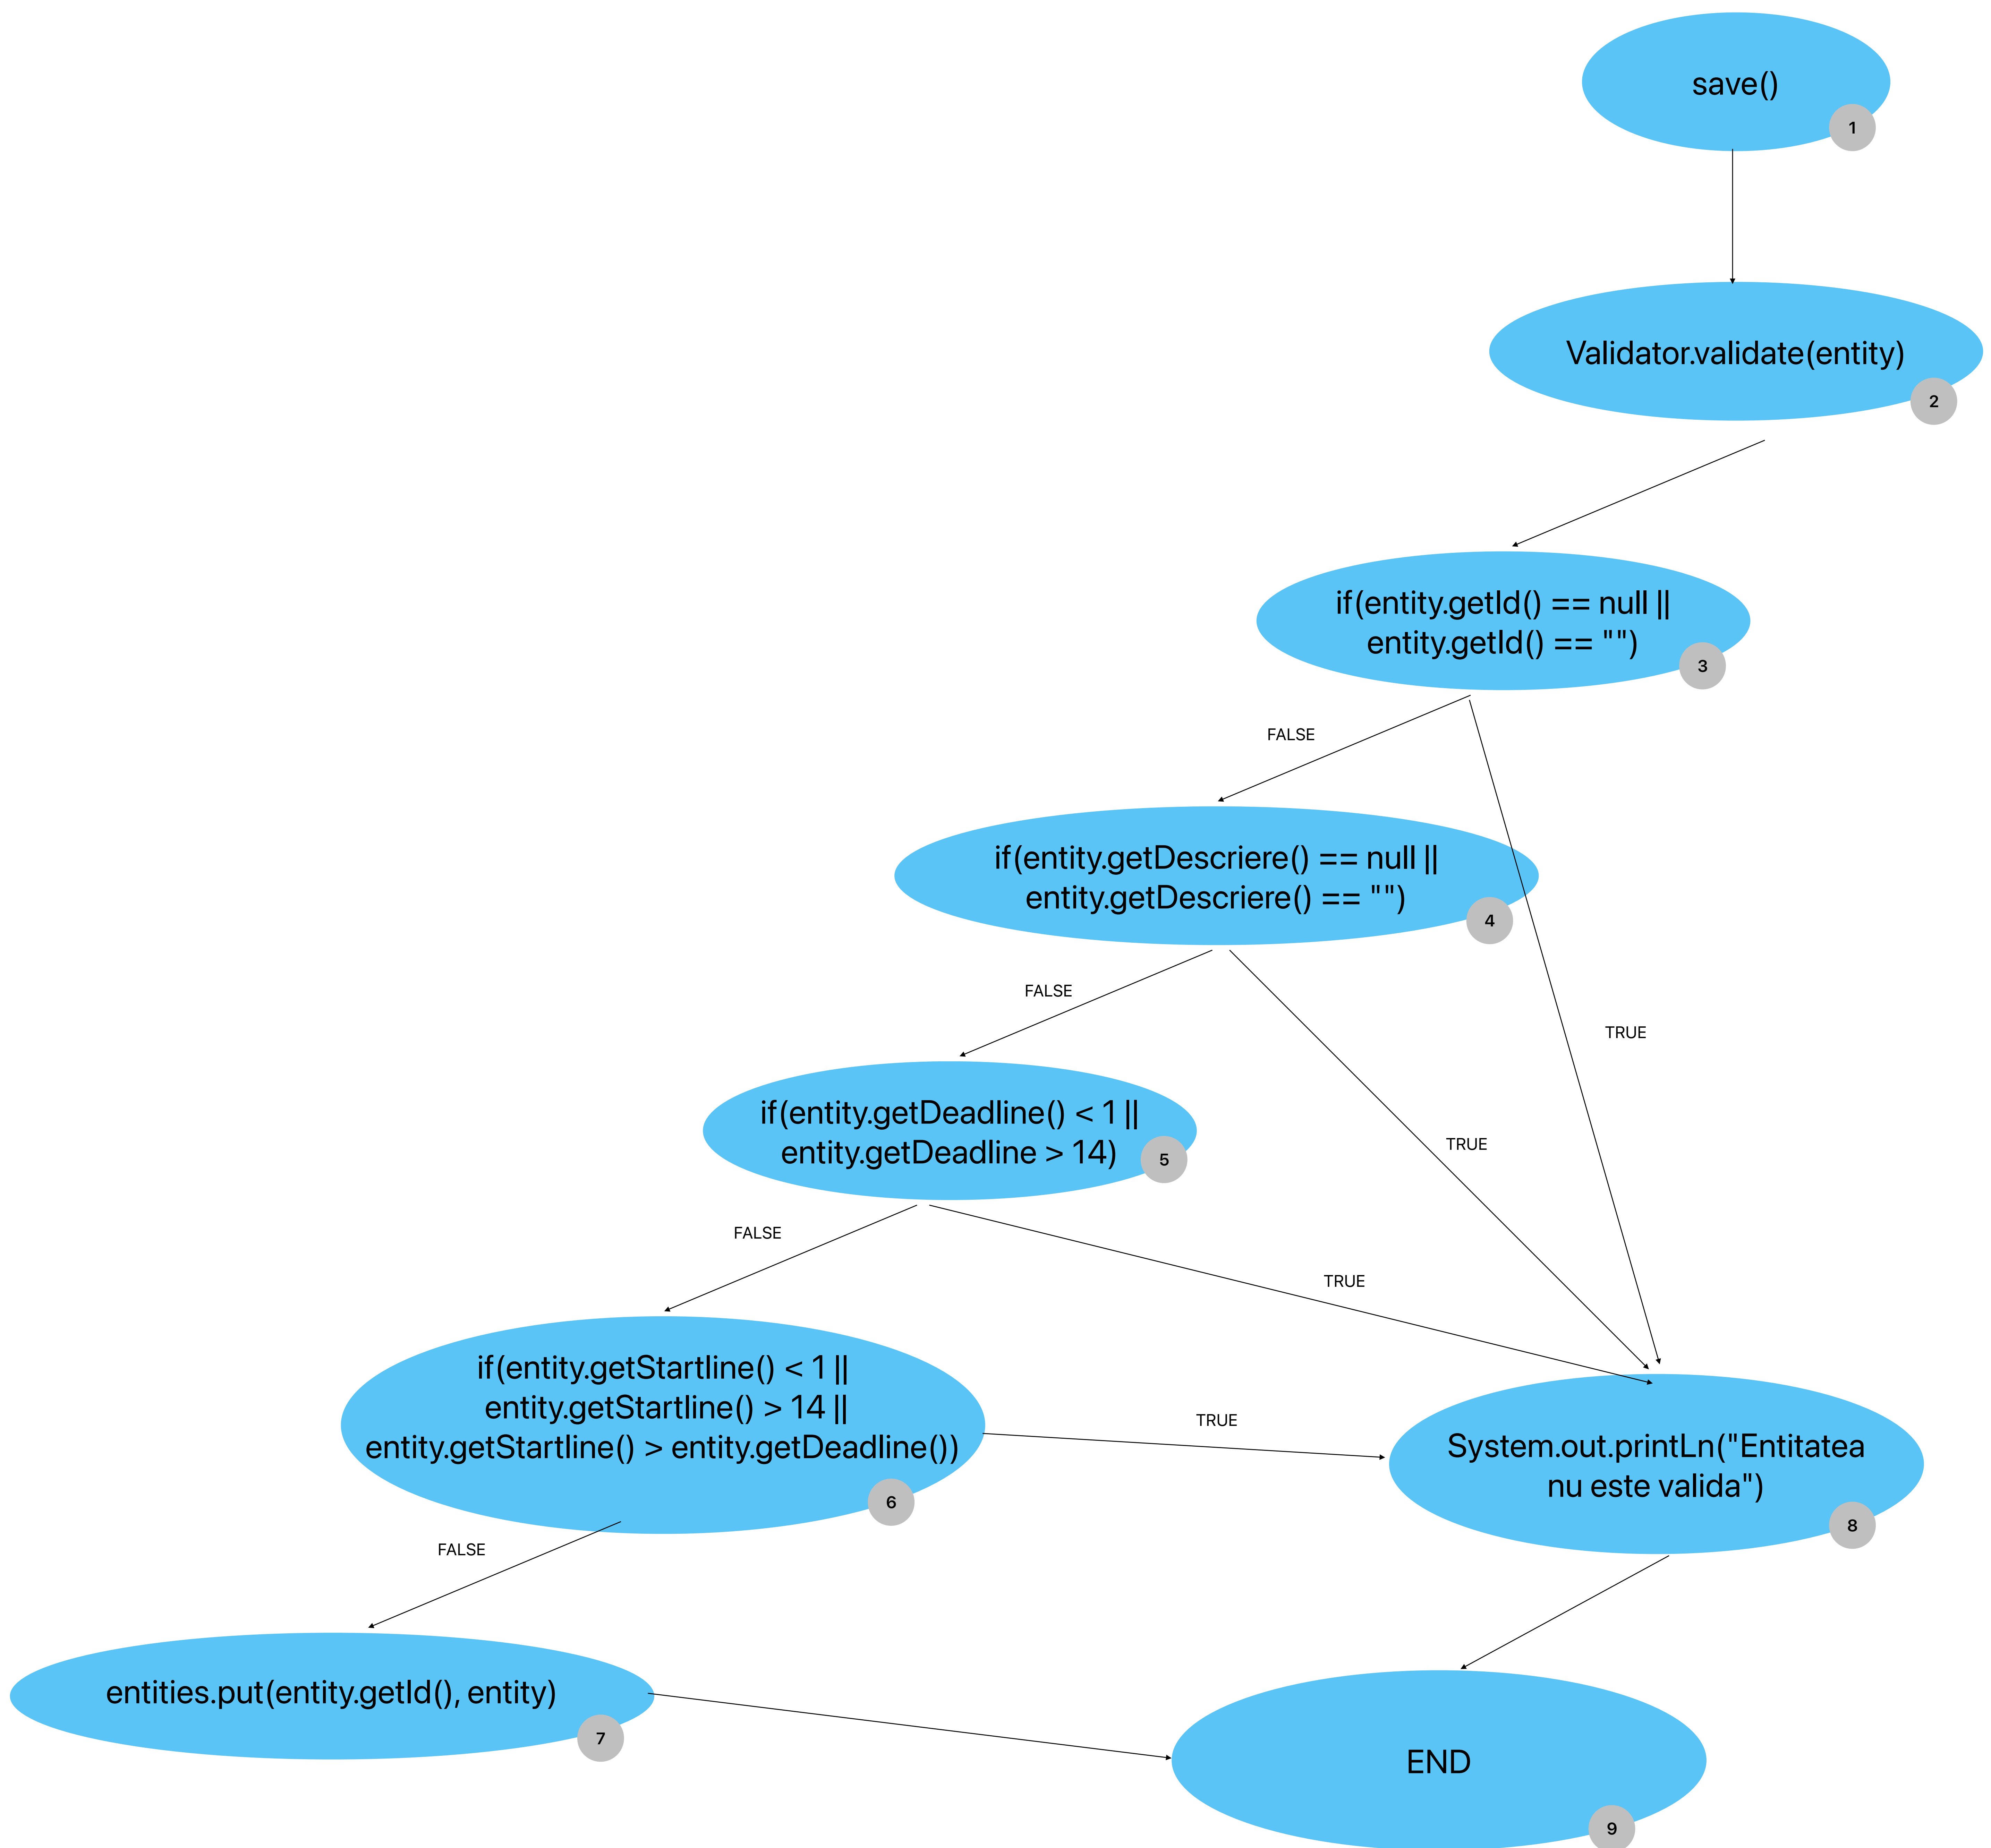 save()
1
Validator.validate(entity)
2
if(entity.getId() == null ||
entity.getId() == "")
3
FALSE
if(entity.getDescriere() == null ||
entity.getDescriere() == "")
4
FALSE
TRUE
if(entity.getDeadline() < 1 ||
entity.getDeadline > 14)
5
TRUE
FALSE
TRUE
if(entity.getStartline() < 1 ||
entity.getStartline() > 14 ||
entity.getStartline() > entity.getDeadline())
6
TRUE
System.out.printLn("Entitatea
nu este valida")
8
FALSE
entities.put(entity.getId(), entity)
7
END
9